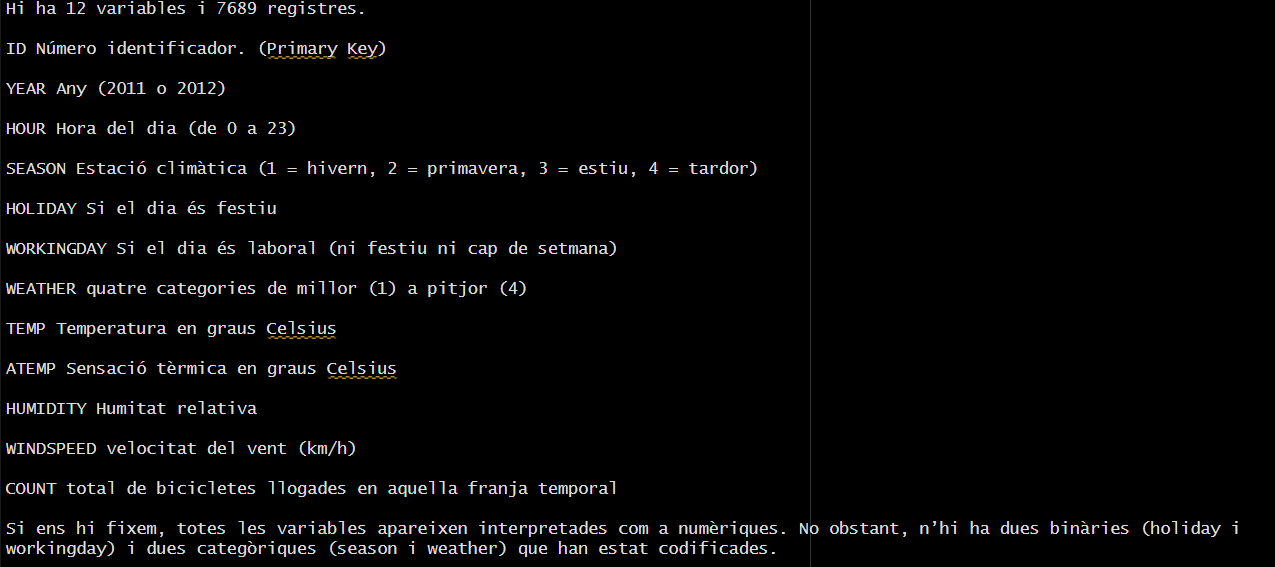 Hi ha 12 variables i 7689 registres.
ID Número identificador. (Primary Key)
YEAR Any (2011 o 2012)
HOUR Hora del dia (de 0 a 23)
SEASON Estació climàtica (1 = hivern, 2 = primavera, 3 = estiu, 4 = tardor)
HOLIDAY Si el dia és festiu
WORKINGDAY Si el dia és laboral (ni festiu ni cap de setmana)
WEATHER quatre categories de millor (1) a pitjor (4)
TEMP Temperatura en graus Celsius
ATEMP Sensació tèrmica en graus Celsius
HUMIDITY Humitat relativa
WINDSPEED velocitat del vent (km/h)
COUNT total de bicicletes llogades en aquella franja temporal
Si ens hi fixem, totes les variables apareixen interpretades com a numèriques. No obstant, n’hi ha dues binàries (holiday i
workingday) i dues categòriques (season i weather) que han estat codificades.